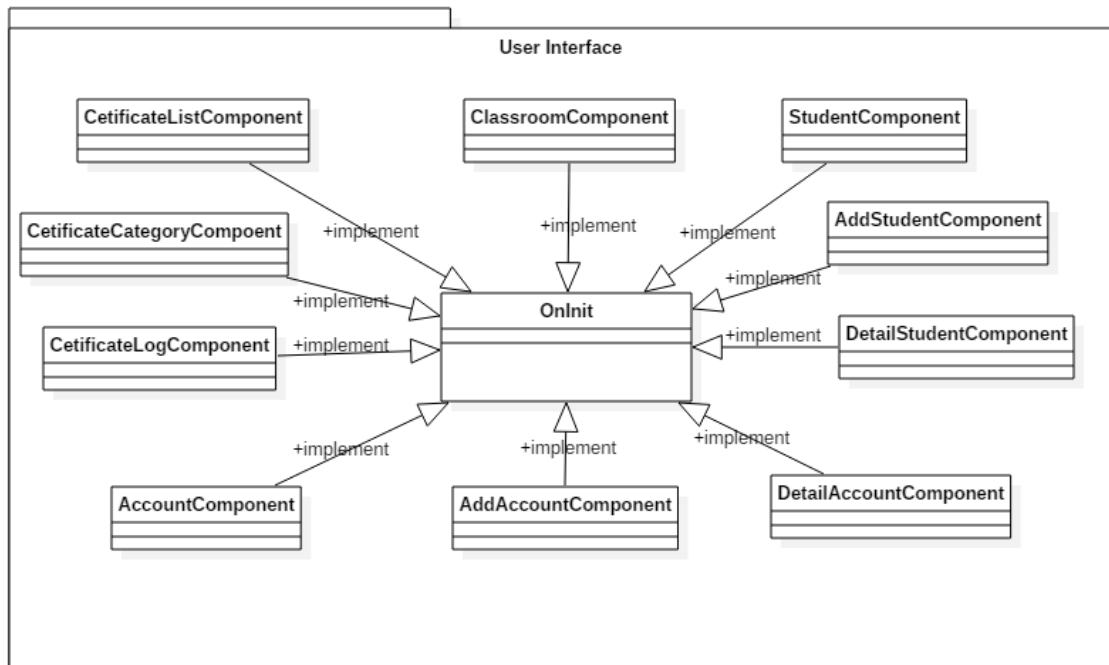 User Interface
CetificateListComponent
ClassroomComponent
StudentComponent
CetificateCategoryCompoent
+implement
+implement
+implement
AddStudentComponent
+implement
+implement
OnInit
CetificateLogComponent
+implement
+implement
DetailStudentComponent
+implement
+implement
+implement
AccountComponent
AddAccountComponent
DetailAccountComponent